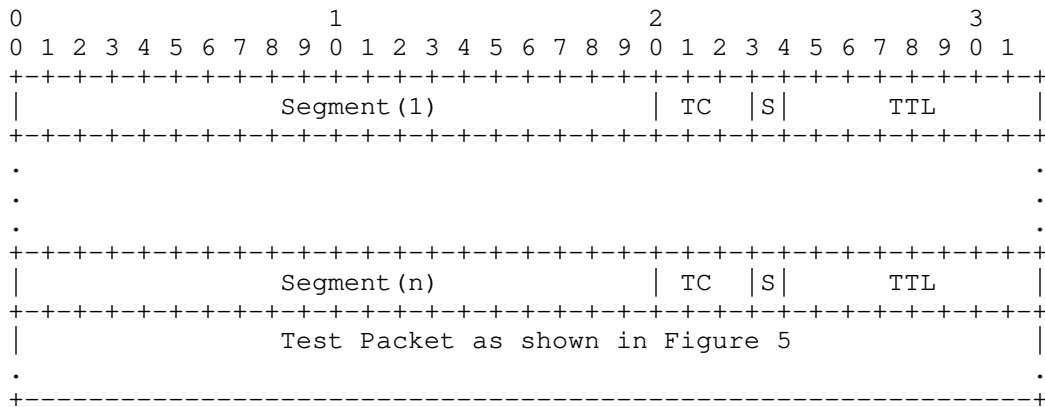 0                   1                   2                   3
0 1 2 3 4 5 6 7 8 9 0 1 2 3 4 5 6 7 8 9 0 1 2 3 4 5 6 7 8 9 0 1
+-+-+-+-+-+-+-+-+-+-+-+-+-+-+-+-+-+-+-+-+-+-+-+-+-+-+-+-+-+-+-+-+
|                Segment(1)             | TC  |S|      TTL      |
+-+-+-+-+-+-+-+-+-+-+-+-+-+-+-+-+-+-+-+-+-+-+-+-+-+-+-+-+-+-+-+-+
.                                                               .
.                                                               .
.                                                               .
+-+-+-+-+-+-+-+-+-+-+-+-+-+-+-+-+-+-+-+-+-+-+-+-+-+-+-+-+-+-+-+-+
|                Segment(n)             | TC  |S|      TTL      |
+-+-+-+-+-+-+-+-+-+-+-+-+-+-+-+-+-+-+-+-+-+-+-+-+-+-+-+-+-+-+-+-+
|                Test Packet as shown in Figure 5               |
.                                                               .
+---------------------------------------------------------------+